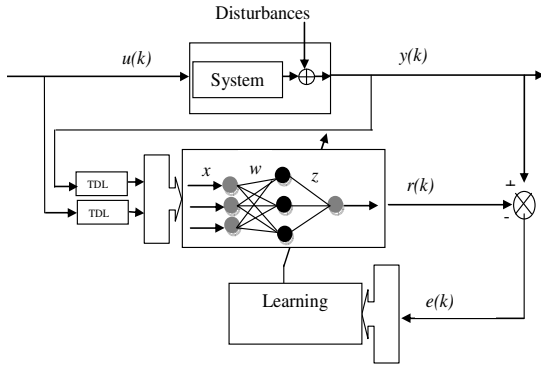 Disturbances
u(k)
y(k)
System
x
w
z
TDL
TDL
r(k)
+
-
Learning
e(k)